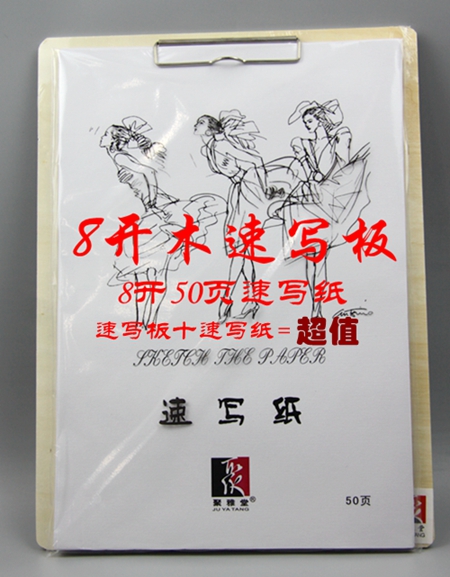 8开木速写板
8开50页速写纸
速写板十速写纸=超值
SKETCH THE PAPER
速写纸
聚雅堂®
JU YA TANG
50页